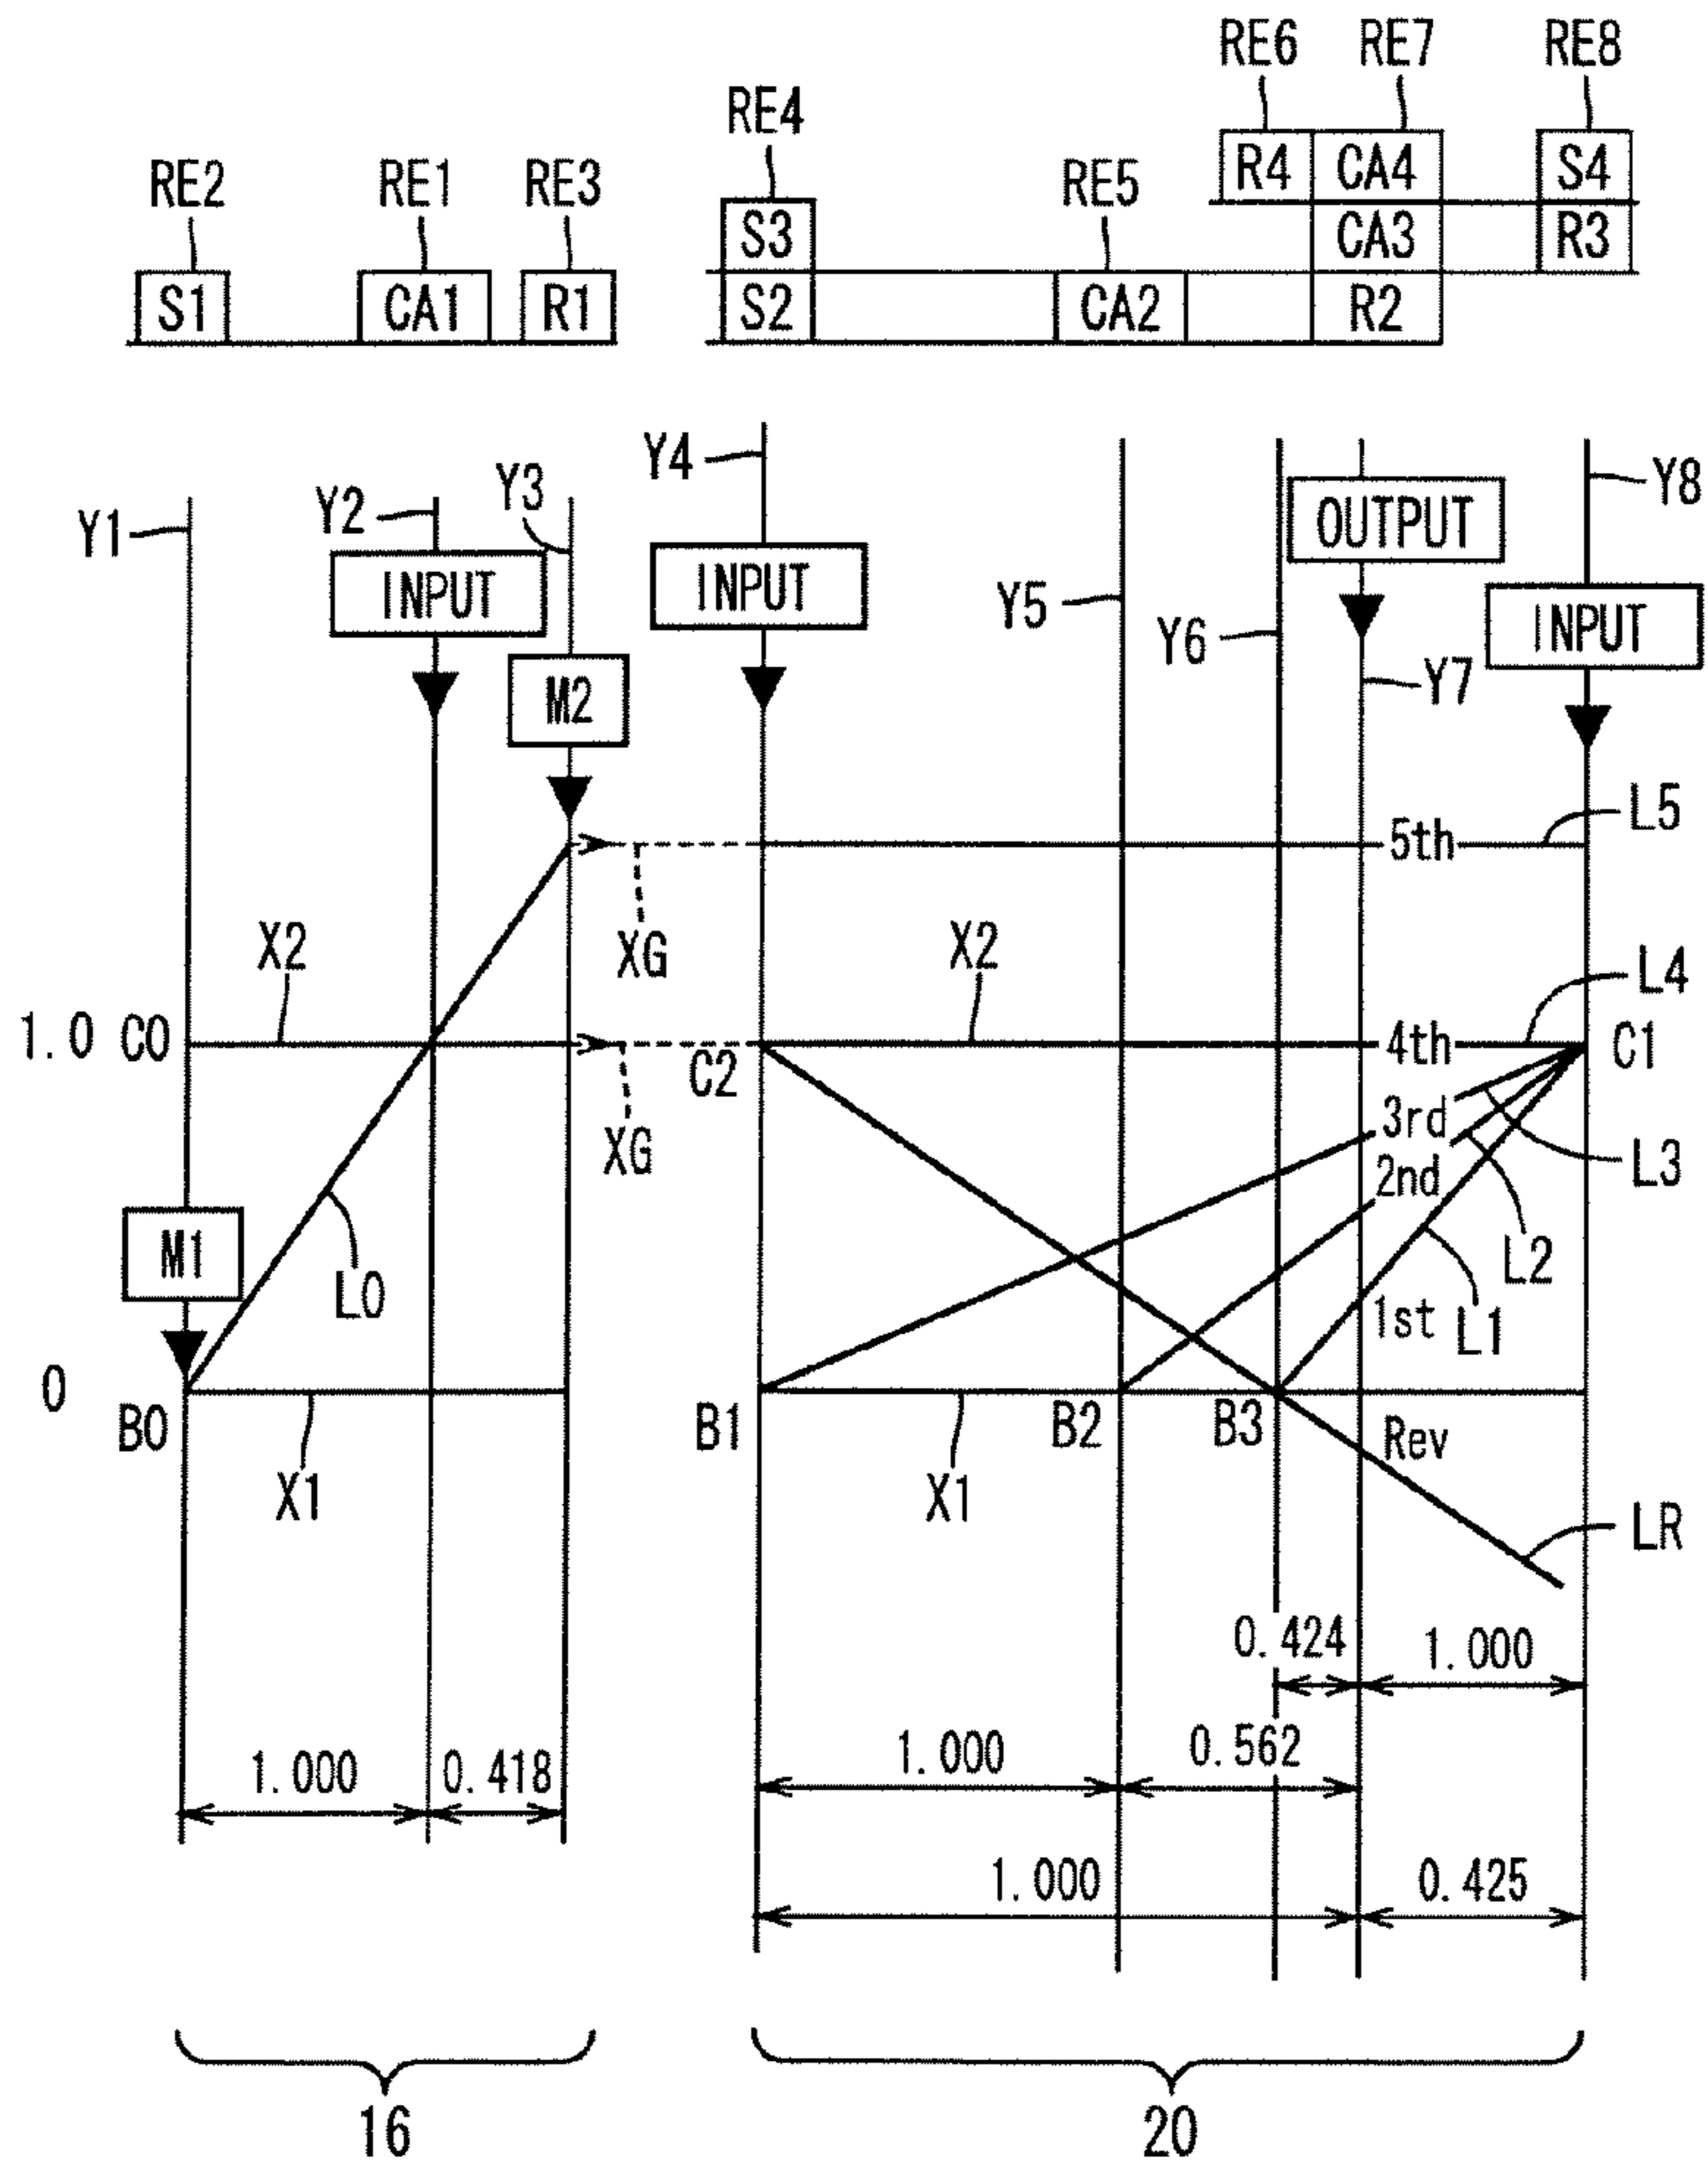 RE6 RE7 RE8
RE4
RE2 RE1 RE3 RE5
R4 CA4 S4
S3 CA3 R3
S1 CA1 R1 S2 CA2 R2
Y1 Y2 Y3 Y4 Y5 Y6 Y7 Y8
OUTPUT
INPUT INPUT INPUT
M2
5th L5
XG
X2 X2 L4
1.0 C0 C2 4th C1
XG 3rd L3
2nd
M1 L0 1st L1 L2
0
B0 B1 B2 B3 Rev
X1 X1 LR
0.424 1.000
1.000 0.562
1.000 0.418
1.000 0.425
16 20